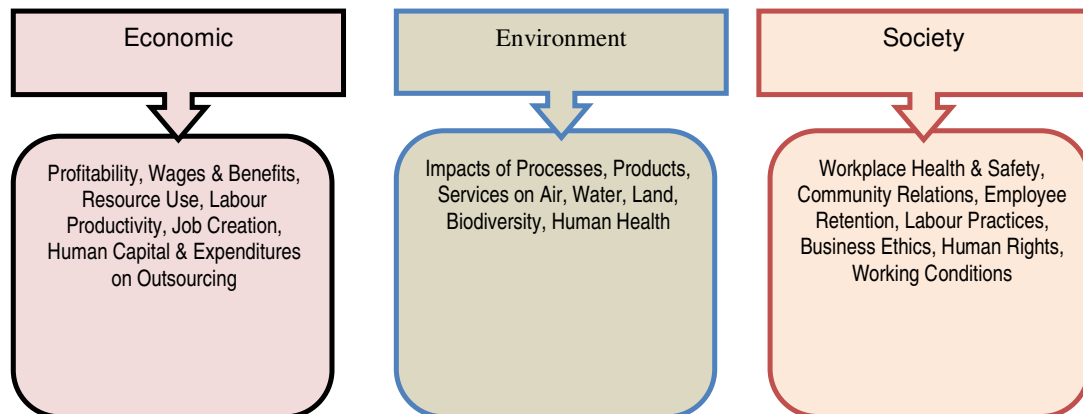 Economic
Profitability, Wages & Benefits,
Resource Use, Labour
Productivity, Job Creation,
Human Capital & Expenditures
on Outsourcing
Environment
Impacts of Processes, Products,
Services on Air, Water, Land,
Biodiversity, Human Health
Society
Workplace Health & Safety,
Community Relations, Employee
Retention, Labour Practices,
Business Ethics, Human Rights,
Working Conditions